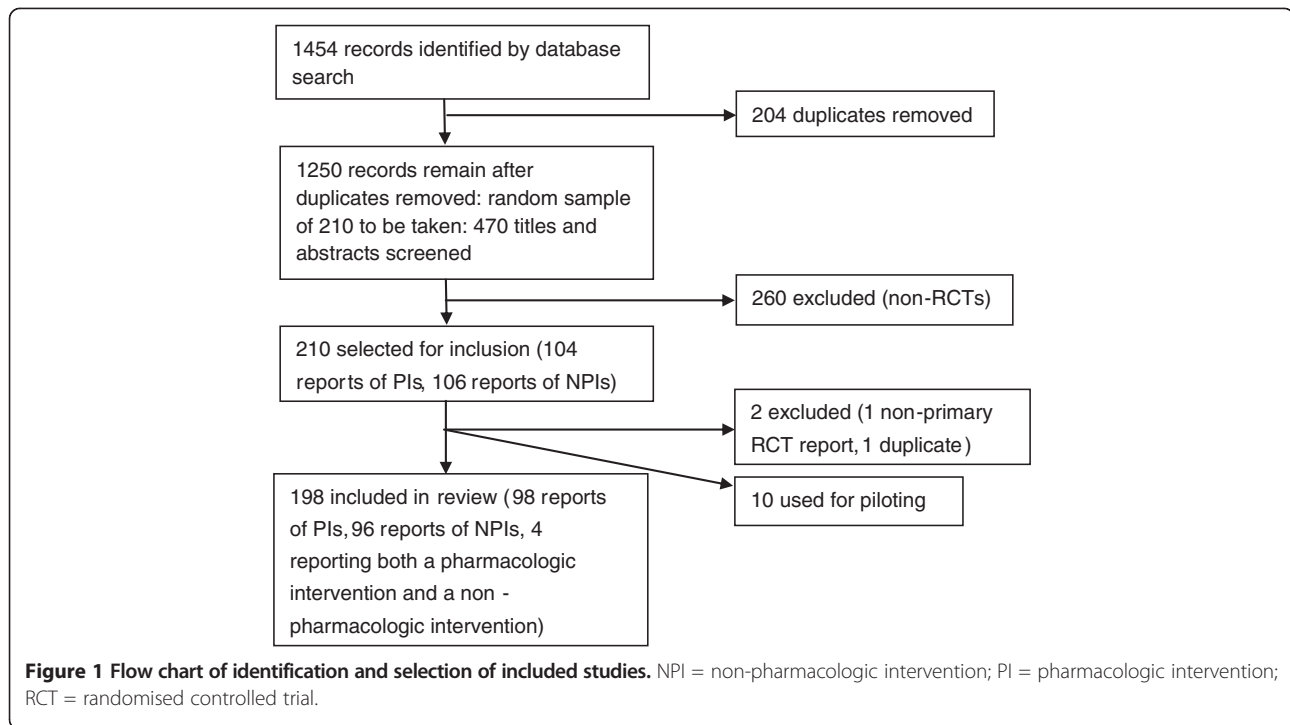 1454 records identified by database
search
204 duplicates removed
1250 records remain after
duplicates removed: random sample
of 210 to be taken: 470 titles and
abstracts screened
260 excluded (non-RCTs)
210 selected for inclusion (104
reports of PIs, 106 reports of NPIs)
2 excluded (1 non-primary
RCT report, 1 duplicate)
10 used for piloting
198 included in review (98 reports
of PIs, 96 reports of NPIs, 4
reporting both a pharmacologic
intervention and a non -
pharmacologic intervention)
Figure 1 Flow chart of identification and selection of included studies. NPI = non-pharmacologic intervention; PI = pharmacologic intervention;
RCT = randomised controlled trial.